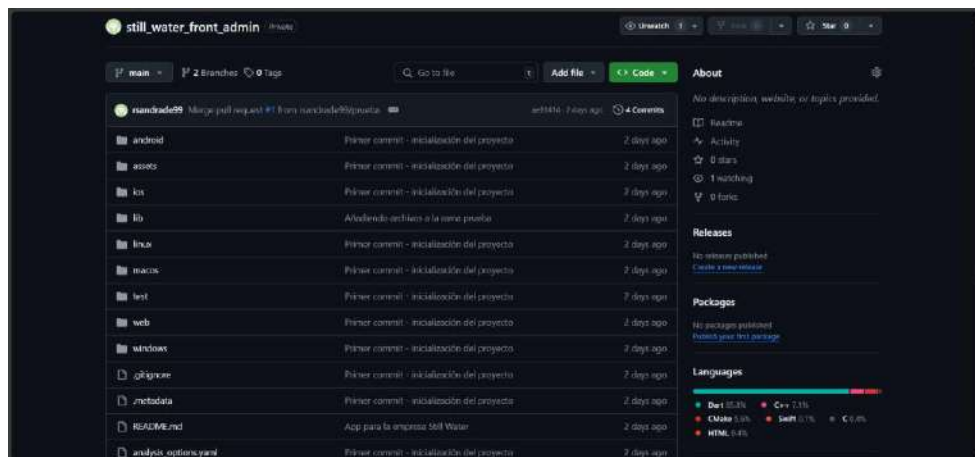 still_water_front_admin Private
Unwatch 1
Star 0
main
2 Branches 0 Tags
Go to file t
Add file
Code
rsandrade99 Merge pull request #1 from rsandrade99/prueba
2 days ago
4 Commits
android Primer commit - inicialización del proyecto 2 days ago
assets Primer commit - inicialización del proyecto 2 days ago
ios Primer commit - inicialización del proyecto 2 days ago
lib Añadiendo archivos a la rama prueba 2 days ago
linux Primer commit - inicialización del proyecto 2 days ago
macos Primer commit - inicialización del proyecto 2 days ago
test Primer commit - inicialización del proyecto 2 days ago
web Primer commit - inicialización del proyecto 2 days ago
windows Primer commit - inicialización del proyecto 2 days ago
.gitignore Primer commit - inicialización del proyecto 2 days ago
.metadata Primer commit - inicialización del proyecto 2 days ago
README.md App para la empresa Still Water 2 days ago
analysis_options.yaml Primer commit - inicialización del proyecto 2 days ago
About
No description, website, or topics provided.
Readme
Activity
0 stars
1 watching
0 forks
Releases
No releases published
Create a new release
Packages
No packages published
Publish your first package
Languages
Dart C++ 7.1%
CMake Swift C
HTML